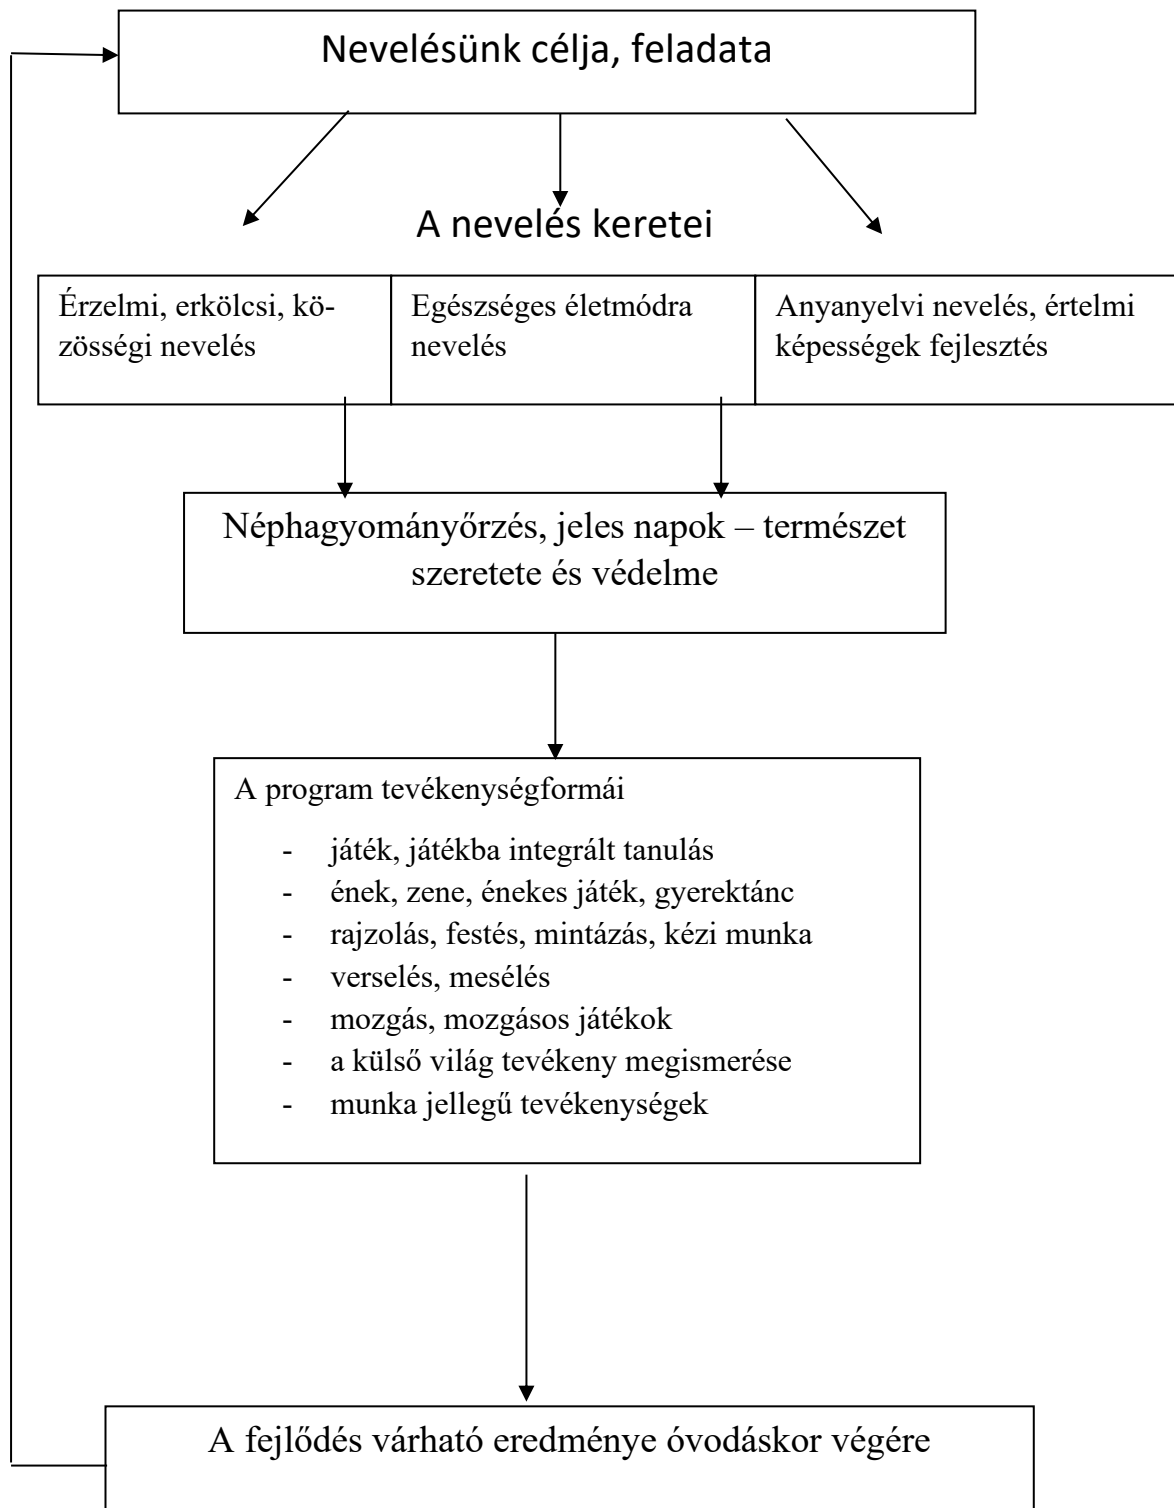 Nevelésünk célja, feladata
A nevelés keretei
Érzelmi, erkölcsi, kö-
zösségi nevelés
Egészséges életmódra
nevelés
Anyanyelvi nevelés, értelmi
képességek fejlesztés
Néphagyományőrzés, jeles napok – természet
szeretete és védelme
A program tevékenységformái
- játék, játékba integrált tanulás
- ének, zene, énekes játék, gyerektánc
- rajzolás, festés, mintázás, kézi munka
- verselés, mesélés
- mozgás, mozgásos játékok
- a külső világ tevékeny megismerése
- munka jellegű tevékenységek
A fejlődés várható eredménye óvodáskor végére